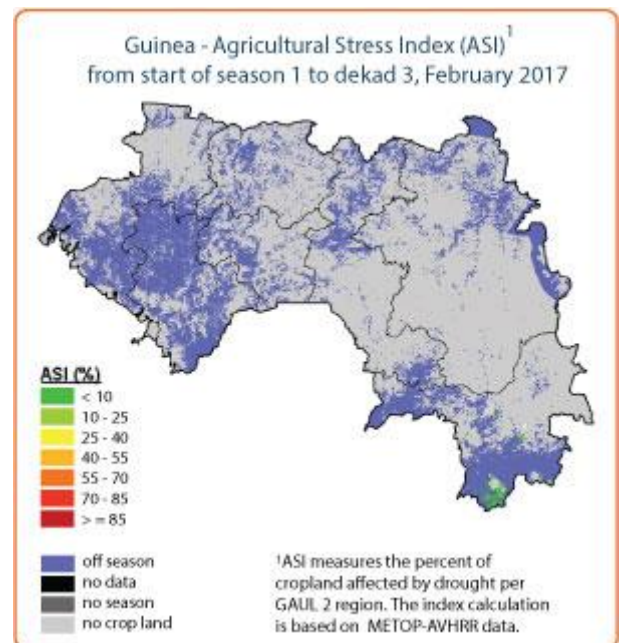 Guinea - Agricultural Stress Index (ASI)¹
from start of season 1 to dekad 3, February 2017
ASI (%)
< 10
10 - 25
25 - 40
40 - 55
55 - 70
70 - 85
> = 85
off season
no data
no season
no crop land
¹ASI measures the percent of
cropland affected by drought per
GAUL 2 region. The index calculation
is based on METOP-AVHRR data.